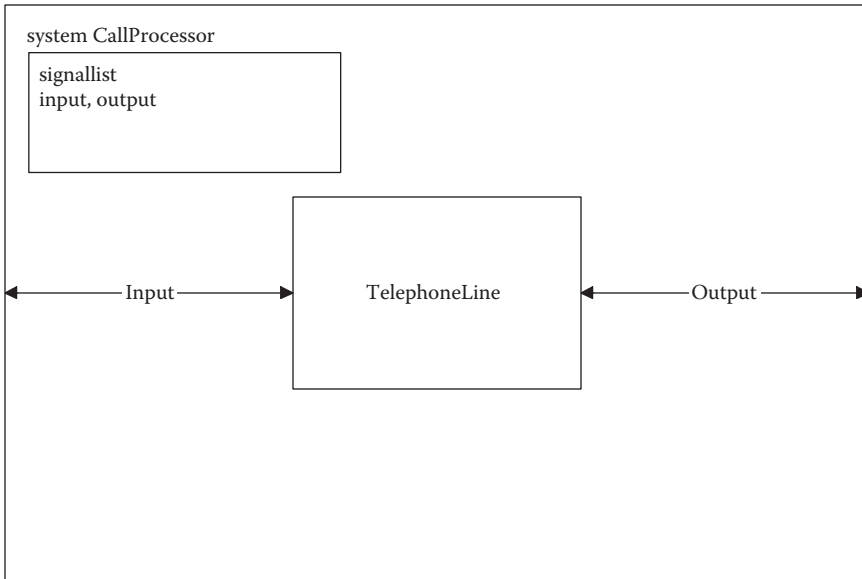 system CallProcessor
signallist
input, output
Input
TelephoneLine
Output